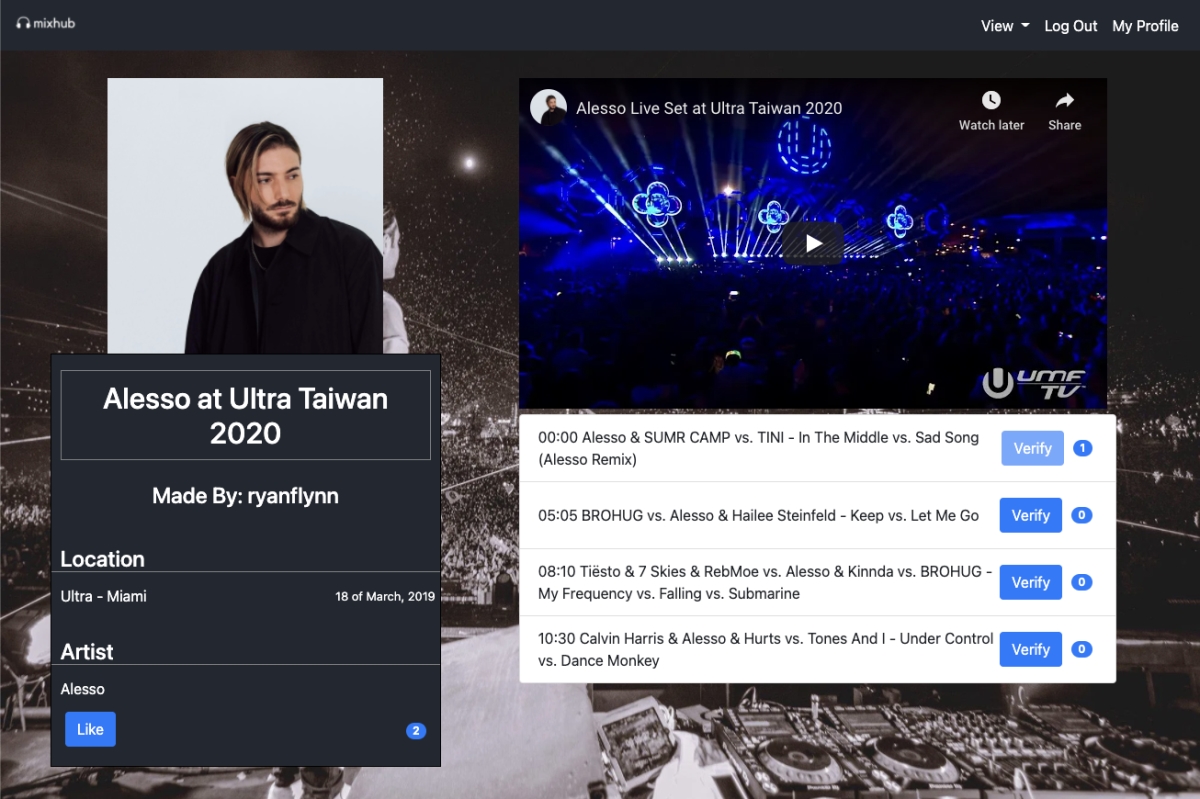 mixhub
View
Log Out
My Profile
Alesso at Ultra Taiwan
2020
Made By: ryanflynn
Location
Ultra - Miami
18 of March, 2019
Artist
Alesso
Like
2
Alesso Live Set at Ultra Taiwan 2020
Watch later
Share
UMF
TV
00:00 Alesso & SUMR CAMP vs. TINI - In The Middle vs. Sad Song
(Alesso Remix)
Verify
1
05:05 BROHUG vs. Alesso & Hailee Steinfeld - Keep vs. Let Me Go
Verify
0
08:10 Tiësto & 7 Skies & RebMoe vs. Alesso & Kinnda vs. BROHUG -
My Frequency vs. Falling vs. Submarine
Verify
0
10:30 Calvin Harris & Alesso & Hurts vs. Tones And I - Under Control
vs. Dance Monkey
Verify
0